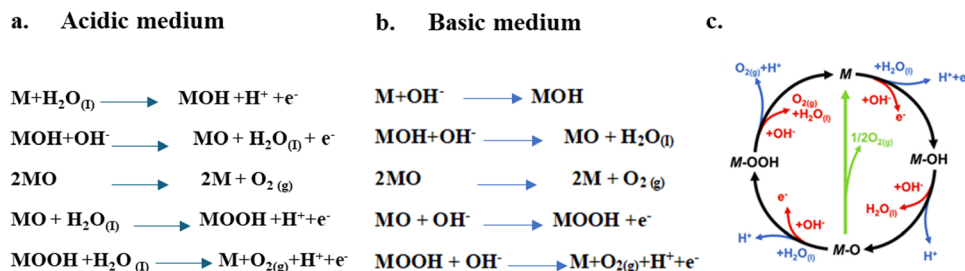 a. Acidic medium
M+H₂O(l) → MOH +H⁺ +e⁻
MOH+OH⁻ → MO + H₂O(l) + e⁻
2MO → 2M + O₂ (g)
MO + H₂O(l) → MOOH +H⁺+e⁻
MOOH +H₂O (l) → M+O₂(g)+H⁺+e⁻
b. Basic medium
M+OH⁻ → MOH
MOH+OH⁻ → MO + H₂O(l)
2MO → 2M + O₂(g)
MO + OH⁻ → MOOH +e⁻
MOOH + OH⁻ → M+O₂(g)+H⁺+e⁻
c.
O₂(g)+H⁺
M
+H₂O(l)
H⁺+e⁻
O₂(g)
+H₂O(l)
+OH⁻
+OH⁻
e⁻
1/2O₂(g)
M-OOH
M-OH
e⁻
+OH⁻
+OH⁻
H₂O(l)
H⁺
+H₂O(l)
M-O
H⁺